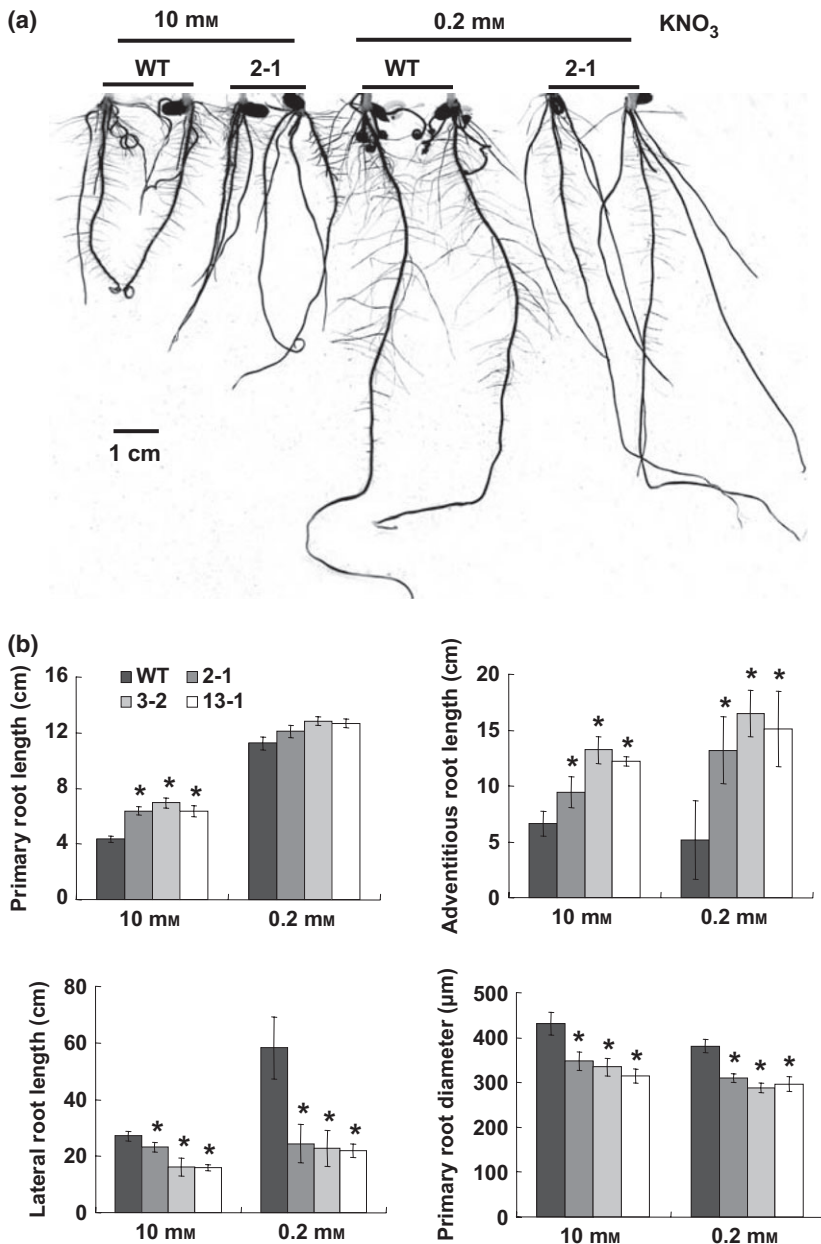 (a)
10 mM 0.2 mM KNO₃
WT 2-1 WT 2-1
1 cm
(b)
Primary root length (cm)
16
12
8
4
0
WT 2-1
3-2 13-1
* * *
10 mM 0.2 mM
Adventitious root length (cm)
20
15
10
5
0
* * * * * *
10 mM 0.2 mM
Lateral root length (cm)
80
60
40
20
0
* * * * * *
10 mM 0.2 mM
Primary root diameter (µm)
500
400
300
200
100
0
* * * * * *
10 mM 0.2 mM